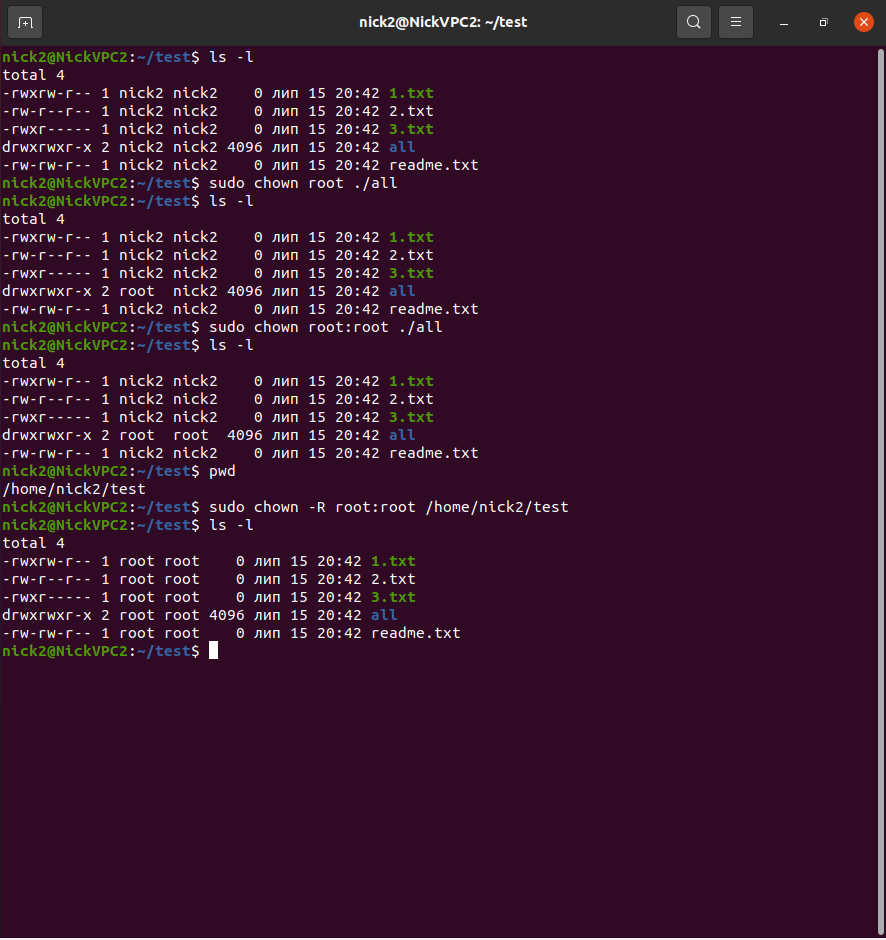 nick2@NickVPC2: ~/test
nick2@NickVPC2:~/test$ ls -l
total 4
-rwxrw-r-- 1 nick2 nick2    0 лип 15 20:42 1.txt
-rw-r--r-- 1 nick2 nick2    0 лип 15 20:42 2.txt
-rwxr----- 1 nick2 nick2    0 лип 15 20:42 3.txt
drwxrwxr-x 2 nick2 nick2 4096 лип 15 20:42 all
-rw-rw-r-- 1 nick2 nick2    0 лип 15 20:42 readme.txt
nick2@NickVPC2:~/test$ sudo chown root ./all
nick2@NickVPC2:~/test$ ls -l
total 4
-rwxrw-r-- 1 nick2 nick2    0 лип 15 20:42 1.txt
-rw-r--r-- 1 nick2 nick2    0 лип 15 20:42 2.txt
-rwxr----- 1 nick2 nick2    0 лип 15 20:42 3.txt
drwxrwxr-x 2 root  nick2 4096 лип 15 20:42 all
-rw-rw-r-- 1 nick2 nick2    0 лип 15 20:42 readme.txt
nick2@NickVPC2:~/test$ sudo chown root:root ./all
nick2@NickVPC2:~/test$ ls -l
total 4
-rwxrw-r-- 1 nick2 nick2    0 лип 15 20:42 1.txt
-rw-r--r-- 1 nick2 nick2    0 лип 15 20:42 2.txt
-rwxr----- 1 nick2 nick2    0 лип 15 20:42 3.txt
drwxrwxr-x 2 root  root  4096 лип 15 20:42 all
-rw-rw-r-- 1 nick2 nick2    0 лип 15 20:42 readme.txt
nick2@NickVPC2:~/test$ pwd
/home/nick2/test
nick2@NickVPC2:~/test$ sudo chown -R root:root /home/nick2/test
nick2@NickVPC2:~/test$ ls -l
total 4
-rwxrw-r-- 1 root root    0 лип 15 20:42 1.txt
-rw-r--r-- 1 root root    0 лип 15 20:42 2.txt
-rwxr----- 1 root root    0 лип 15 20:42 3.txt
drwxrwxr-x 2 root root 4096 лип 15 20:42 all
-rw-rw-r-- 1 root root    0 лип 15 20:42 readme.txt
nick2@NickVPC2:~/test$